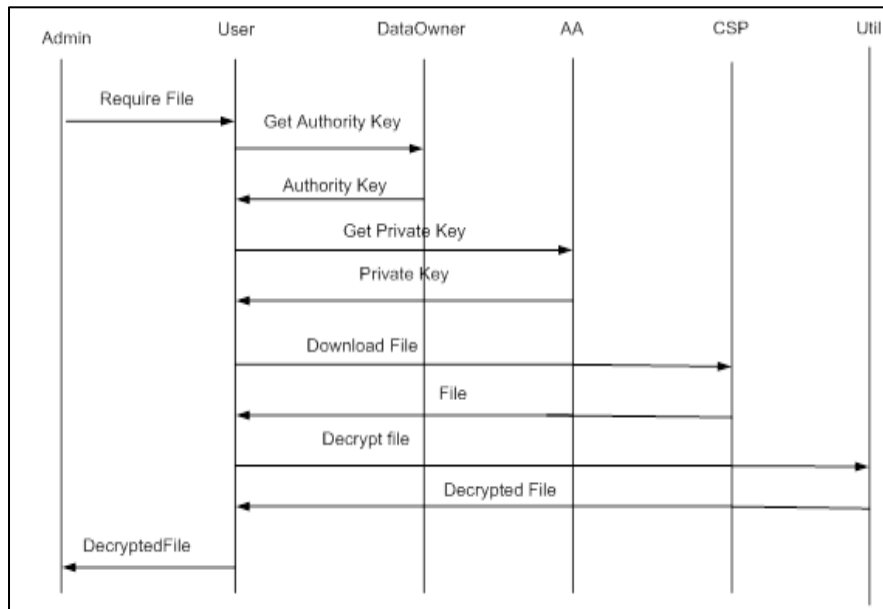 Admin
User
DataOwner
AA
CSP
Util
Require File
Get Authority Key
Authority Key
Get Private Key
Private Key
Download File
File
Decrypt file
Decrypted File
DecryptedFile